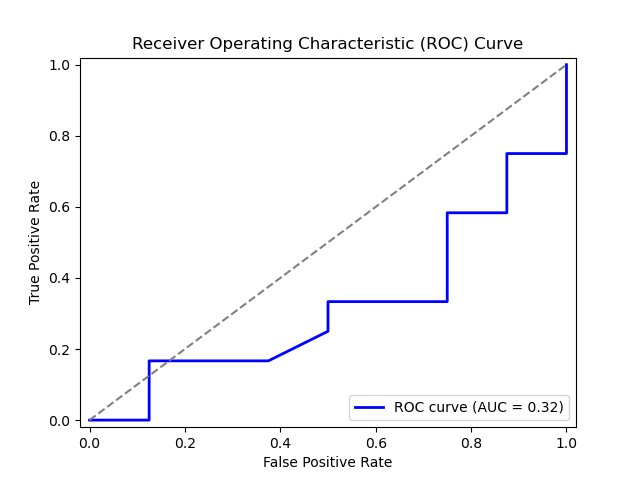 Receiver Operating Characteristic (ROC) Curve
1.0
0.8
0.6
0.4
0.2
0.0
True Positive Rate
0.0 0.2 0.4 0.6 0.8 1.0
False Positive Rate
ROC curve (AUC = 0.32)